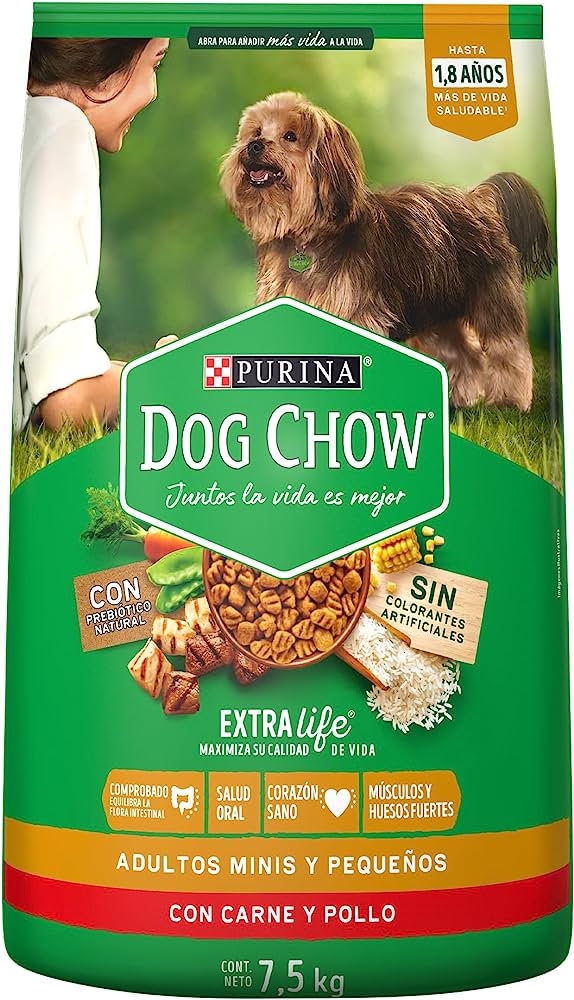 ABRA PARA AÑADIR más vida A LA VIDA
HASTA
1,8 AÑOS
MÁS DE VIDA
SALUDABLE¹
PURINA®
DOG CHOW®
Juntos la vida es mejor
CON
PREBIÓTICO
NATURAL
SIN
COLORANTES
ARTIFICIALES
Imágenes ilustrativas
EXTRA life®
MAXIMIZA SU CALIDAD DE VIDA
COMPROBADO
EQUILIBRA LA
FLORA INTESTINAL
SALUD
ORAL
CORAZÓN
SANO
MÚSCULOS Y
HUESOS FUERTES
ADULTOS MINIS Y PEQUEÑOS
CON CARNE Y POLLO
CONT.
NETO 7,5 kg